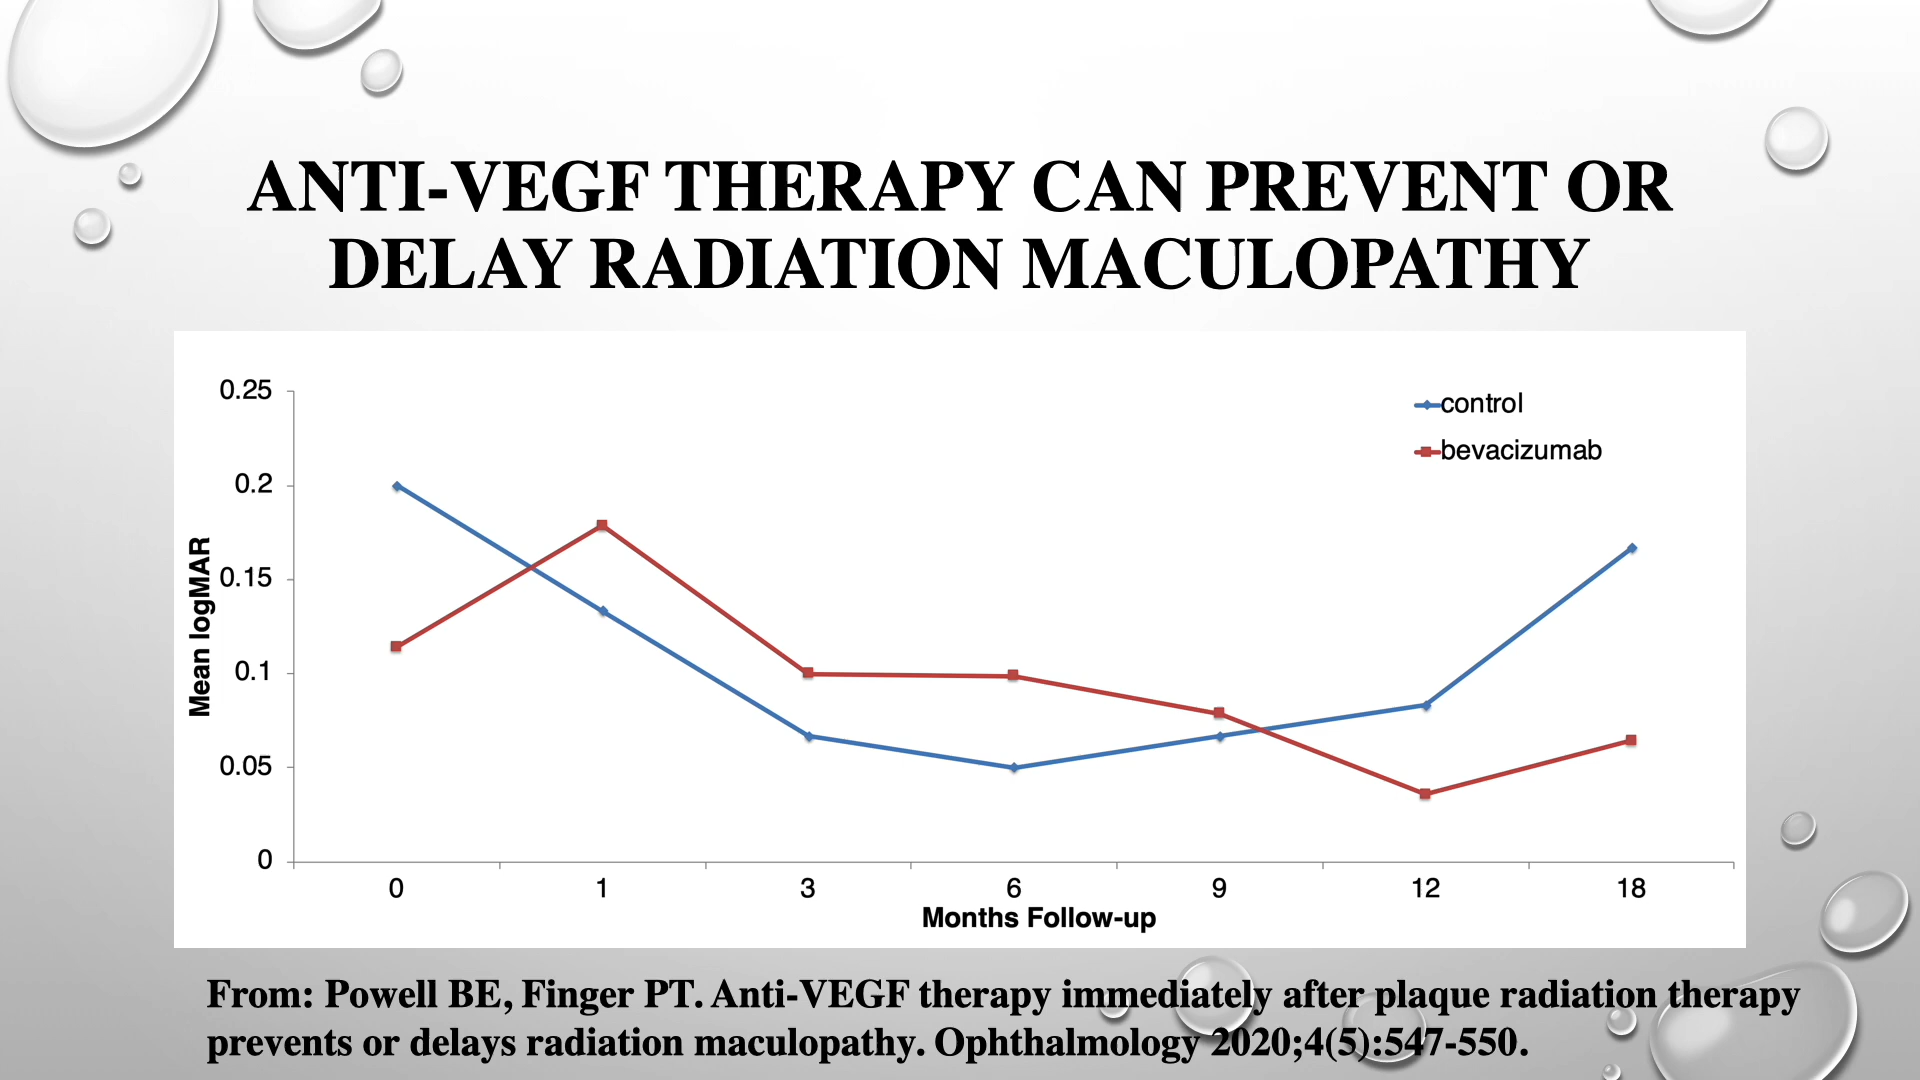 ANTI-VEGF THERAPY CAN PREVENT OR
DELAY RADIATION MACULOPATHY
0.25
0.2
0.15
0.1
0.05
0
Mean logMAR
control
bevacizumab
0 1 3 6 9 12 18
Months Follow-up
From: Powell BE, Finger PT. Anti-VEGF therapy immediately after plaque radiation therapy
prevents or delays radiation maculopathy. Ophthalmology 2020;4(5):547-550.